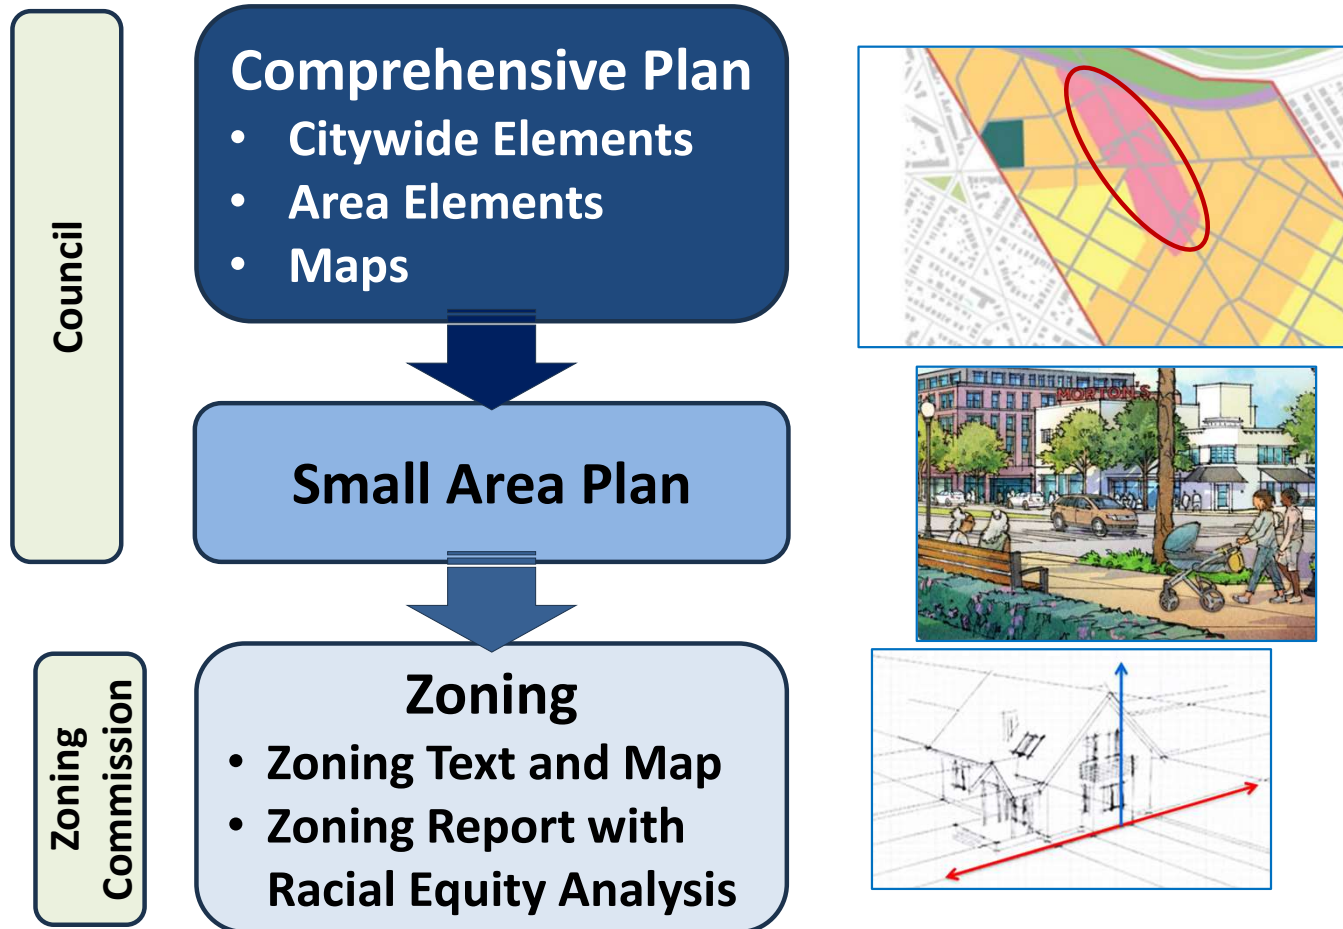 Council
Comprehensive Plan
• Citywide Elements
• Area Elements
• Maps
Small Area Plan
MORTON'S
Zoning
Commission
Zoning
• Zoning Text and Map
• Zoning Report with
Racial Equity Analysis